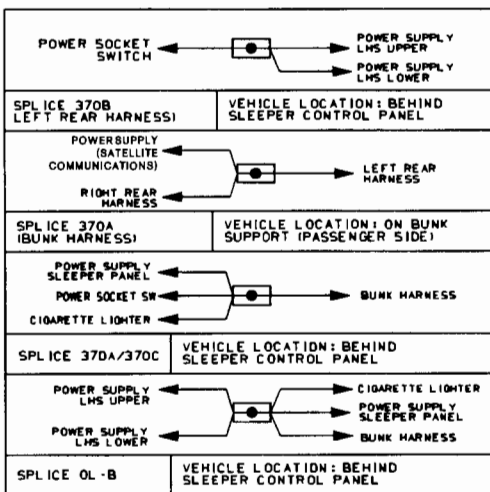 POWER SOCKET
SWITCH
POWER SUPPLY
LHS UPPER
POWER SUPPLY
LHS LOWER
SPLICE 370B
LEFT REAR HARNESS)
VEHICLE LOCATION: BEHIND
SLEEPER CONTROL PANEL
POWER SUPPLY
(SATELLITE
COMMUNICATIONS)
RIGHT REAR
HARNESS
LEFT REAR
HARNESS
SPLICE 370A
(BUNK HARNESS)
VEHICLE LOCATION: ON BUNK
SUPPORT (PASSENGER SIDE)
POWER SUPPLY
SLEEPER PANEL
POWER SOCKET SW
CIGARETTE LIGHTER
BUNK HARNESS
SPLICE 370A/370C
VEHICLE LOCATION: BEHIND
SLEEPER CONTROL PANEL
POWER SUPPLY
LHS UPPER
POWER SUPPLY
LHS LOWER
CIGARETTE LIGHTER
POWER SUPPLY
SLEEPER PANEL
BUNK HARNESS
SPLICE OL-B
VEHICLE LOCATION: BEHIND
SLEEPER CONTROL PANEL